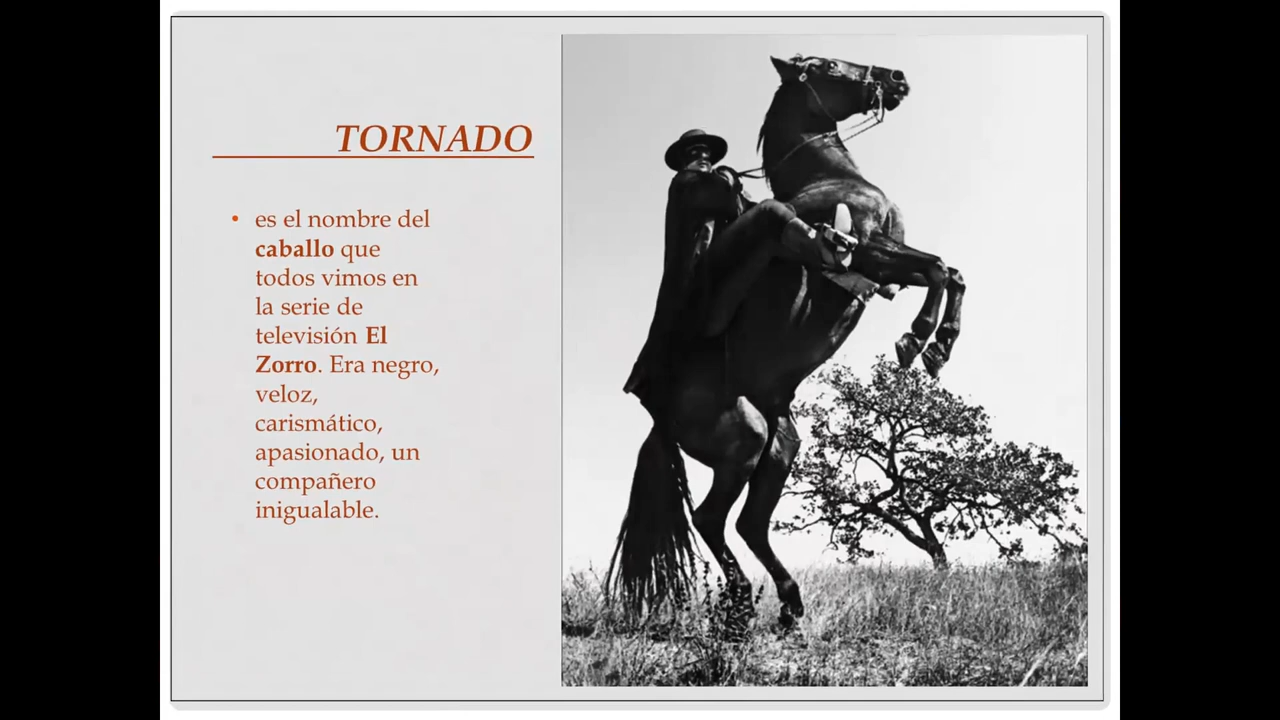 TORNADO
• es el nombre del
caballo que
todos vimos en
la serie de
televisión El
Zorro. Era negro,
veloz,
carismático,
apasionado, un
compañero
inigualable.